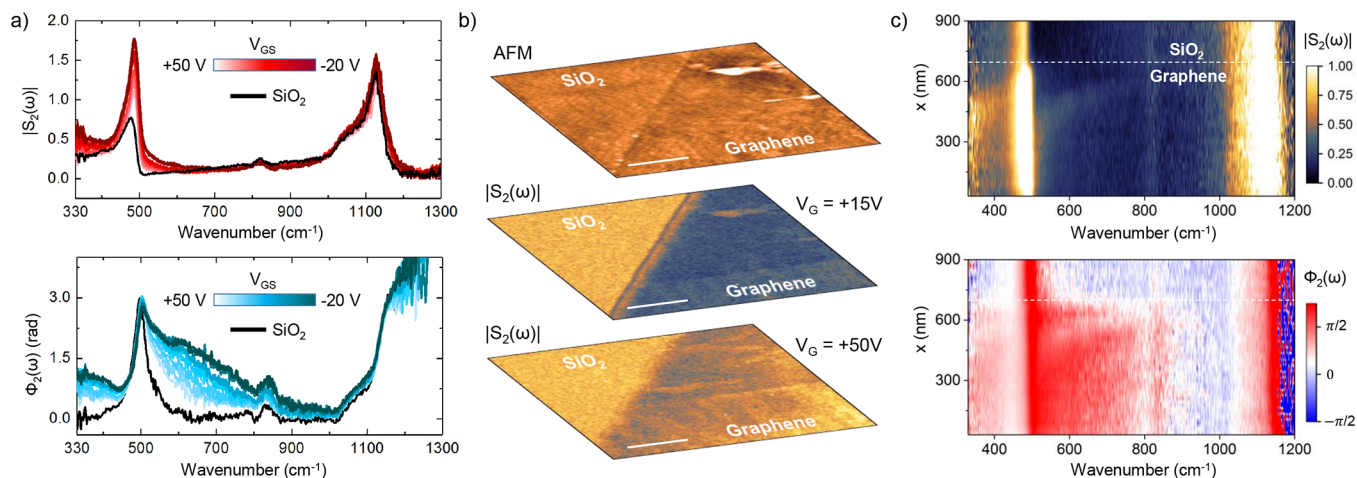 a)
2.0
1.5
1.0
0.5
0.0
|S₂(ω)|
V_GS
+50 V
-20 V
SiO₂
330
500
700
900
1100
1300
Wavenumber (cm⁻¹)
3.0
1.5
0.0
Φ₂(ω) (rad)
V_GS
+50 V
-20 V
SiO₂
330
500
700
900
1100
1300
Wavenumber (cm⁻¹)
b)
AFM
SiO₂
Graphene
|S₂(ω)|
V_G = +15V
SiO₂
Graphene
|S₂(ω)|
V_G = +50V
SiO₂
Graphene
c)
900
600
300
x (nm)
SiO₂
Graphene
400
600
800
1000
1200
Wavenumber (cm⁻¹)
|S₂(ω)|
1.00
0.75
0.50
0.25
0.00
900
600
300
x (nm)
400
600
800
1000
1200
Wavenumber (cm⁻¹)
Φ₂(ω)
π/2
0
−π/2